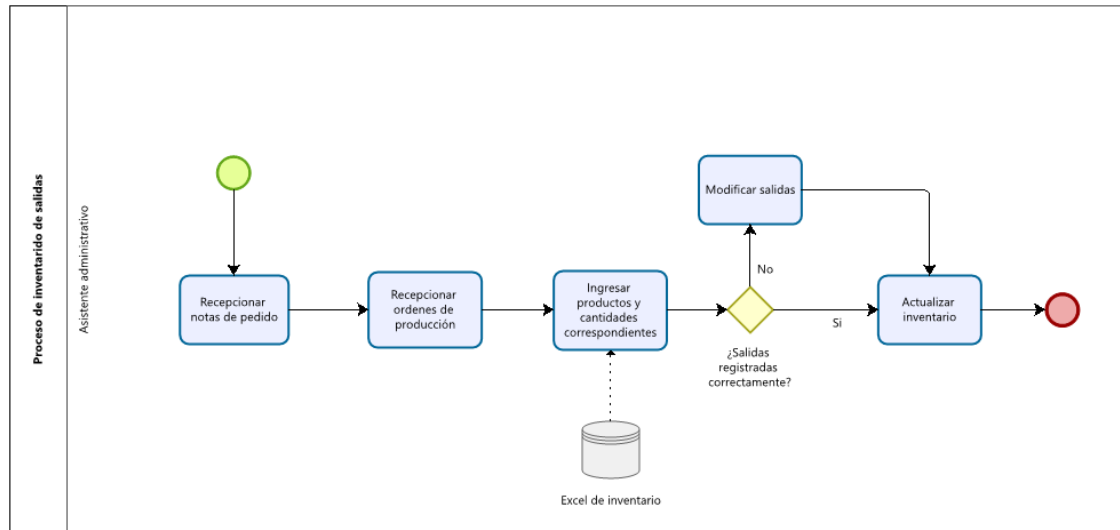 Proceso de inventarido de salidas
Asistente administrativo
Recepcionar
notas de pedido
Recepcionar
ordenes de
producción
Ingresar
productos y
cantidades
correspondientes
Modificar salidas
No
Si
¿Salidas
registradas
correctamente?
Actualizar
inventario
Excel de inventario